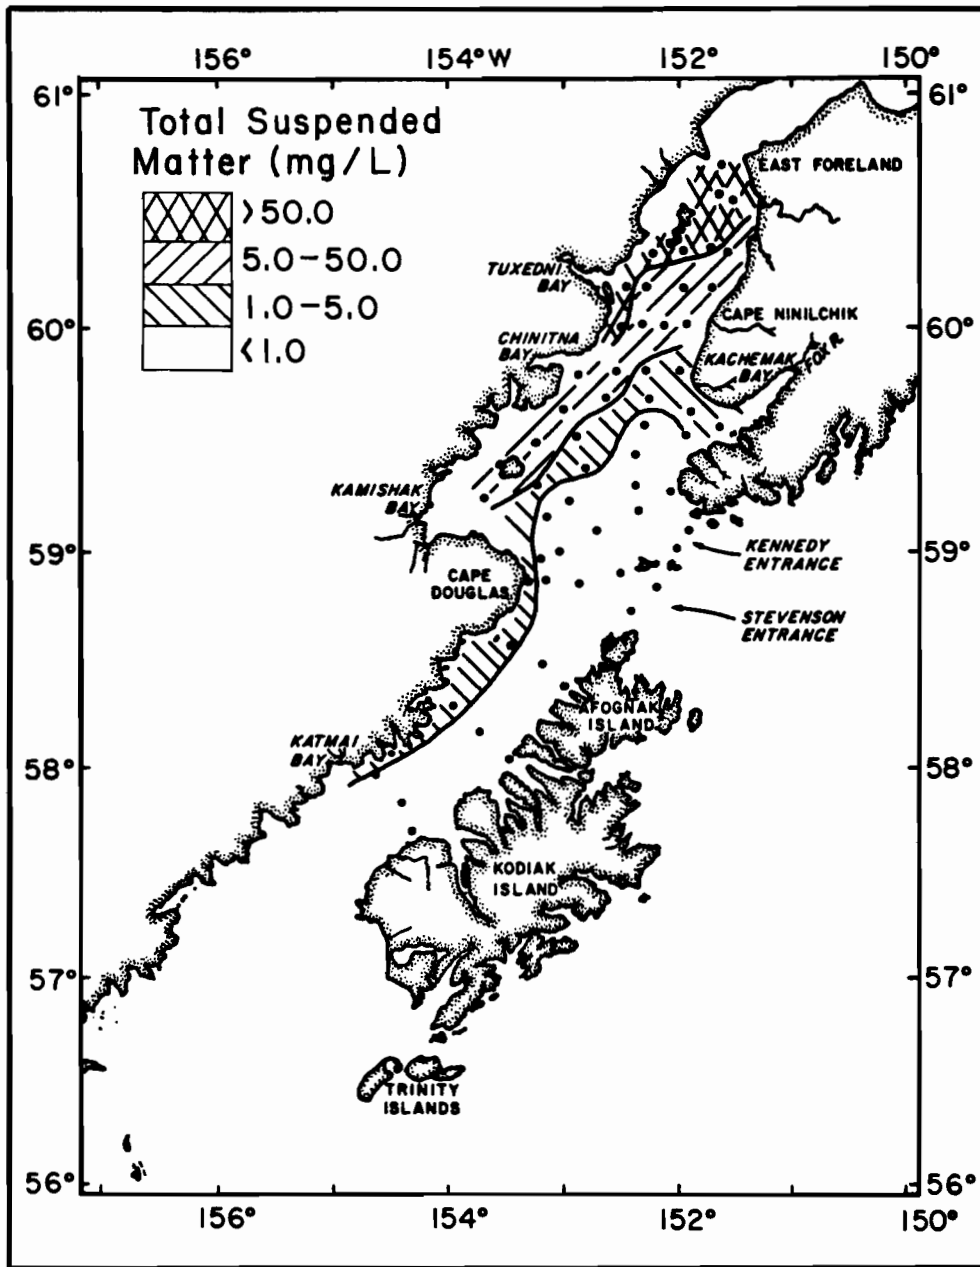 156° 154°W 152° 150°
61° 61°
Total Suspended
Matter (mg/L)
>50.0
5.0-50.0
1.0-5.0
<1.0
EAST FORELAND
TUXEDNI
BAY
60° 60°
CAPE NINILCHIK
CHINITNA
BAY
KACHEMAK
BAY
FOX R.
KAMISHAK
BAY
59° 59°
KENNEDY
ENTRANCE
CAPE
DOUGLAS
STEVENSON
ENTRANCE
AFOGNAK
ISLAND
KATMAI
BAY
58° 58°
KODIAK
ISLAND
57° 57°
TRINITY
ISLANDS
56° 56°
156° 154° 152° 150°